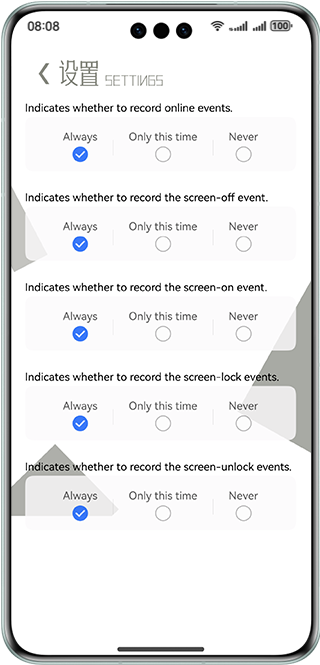 08:08 100
设置 SETTINGS
Indicates whether to record online events.
Always Only this time Never
Indicates whether to record the screen-off event.
Always Only this time Never
Indicates whether to record the screen-on event.
Always Only this time Never
Indicates whether to record the screen-lock events.
Always Only this time Never
Indicates whether to record the screen-unlock events.
Always Only this time Never